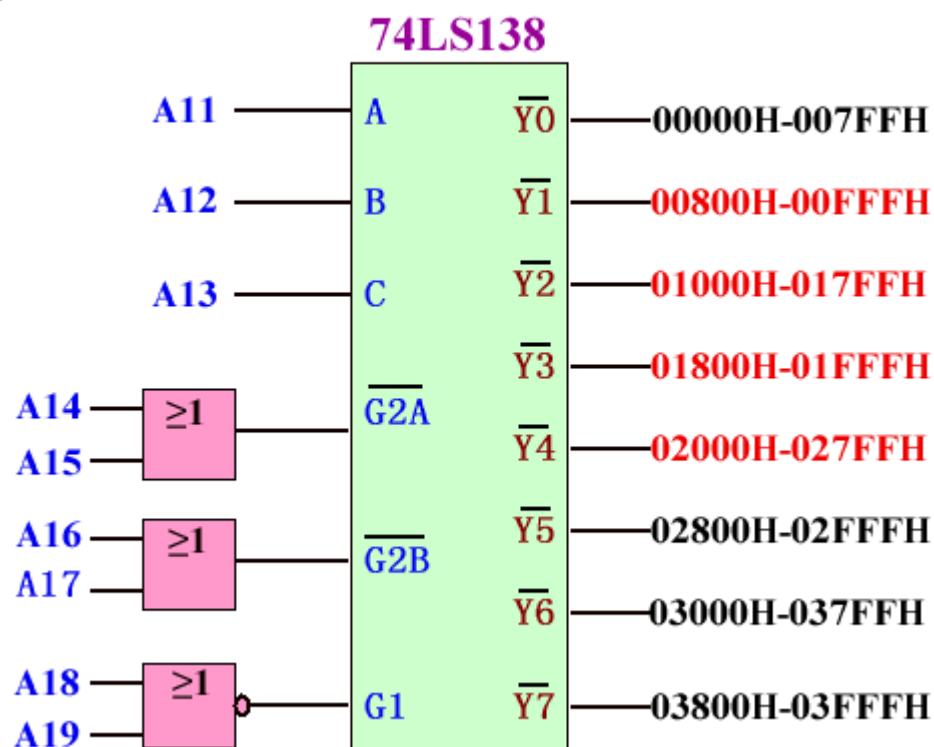 74LS138
A11 A Y0 00000H-007FFH
A12 B Y1 00800H-00FFFH
A13 C Y2 01000H-017FFH
Y3 01800H-01FFFH
A14 ≥1 G2A
A15 Y4 02000H-027FFH
A16 ≥1 Y5 02800H-02FFFH
A17 G2B
Y6 03000H-037FFH
A18 ≥1 G1 Y7 03800H-03FFFH
A19